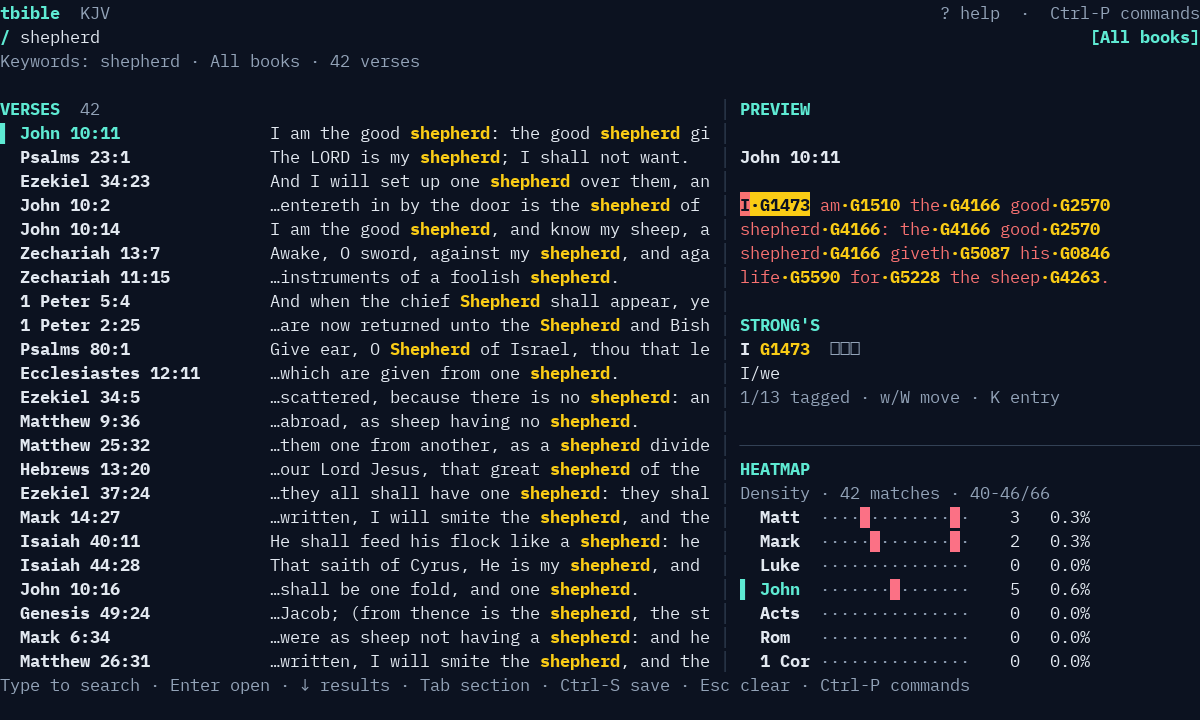 tbible  KJV  ? help  ·  Ctrl-P commands
/ shepherd  [All books]
Keywords: shepherd · All books · 42 verses
VERSES  42
John 10:11  I am the good shepherd: the good shepherd gi
Psalms 23:1  The LORD is my shepherd; I shall not want.
Ezekiel 34:23  And I will set up one shepherd over them, an
John 10:2  …entereth in by the door is the shepherd of
John 10:14  I am the good shepherd, and know my sheep, a
Zechariah 13:7  Awake, O sword, against my shepherd, and aga
Zechariah 11:15  …instruments of a foolish shepherd.
1 Peter 5:4  And when the chief Shepherd shall appear, ye
1 Peter 2:25  …are now returned unto the Shepherd and Bish
Psalms 80:1  Give ear, O Shepherd of Israel, thou that le
Ecclesiastes 12:11  …which are given from one shepherd.
Ezekiel 34:5  …scattered, because there is no shepherd: an
Matthew 9:36  …abroad, as sheep having no shepherd.
Matthew 25:32  …them one from another, as a shepherd divide
Hebrews 13:20  …our Lord Jesus, that great shepherd of the
Ezekiel 37:24  …they all shall have one shepherd: they shal
Mark 14:27  …written, I will smite the shepherd, and the
Isaiah 40:11  He shall feed his flock like a shepherd: he
Isaiah 44:28  That saith of Cyrus, He is my shepherd, and
John 10:16  …shall be one fold, and one shepherd.
Genesis 49:24  …Jacob; (from thence is the shepherd, the st
Mark 6:34  …were as sheep not having a shepherd: and he
Matthew 26:31  …written, I will smite the shepherd, and the
PREVIEW
John 10:11
I·G1473 am·G1510 the·G4166 good·G2570
shepherd·G4166: the·G4166 good·G2570
shepherd·G4166 giveth·G5087 his·G0846
life·G5590 for·G5228 the sheep·G4263.
STRONG'S
I G1473
I/we
1/13 tagged · w/W move · K entry
HEATMAP
Density · 42 matches · 40-46/66
Matt  3  0.3%
Mark  2  0.3%
Luke  0  0.0%
John  5  0.6%
Acts  0  0.0%
Rom  0  0.0%
1 Cor  0  0.0%
Type to search · Enter open · ↓ results · Tab section · Ctrl-S save · Esc clear · Ctrl-P commands